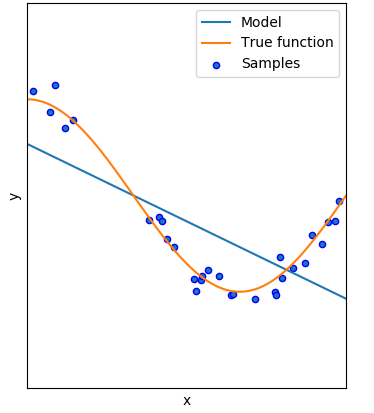 Model
True function
Samples
y
x